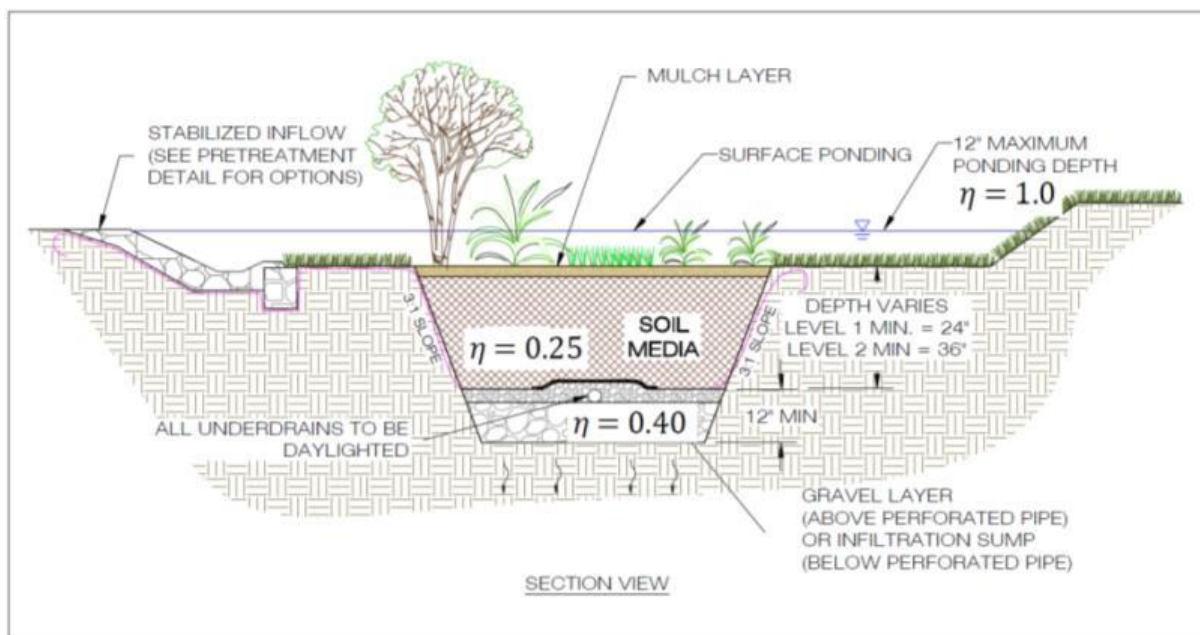 MULCH LAYER
STABILIZED INFLOW
(SEE PRETREATMENT
DETAIL FOR OPTIONS)
SURFACE PONDING
12" MAXIMUM
PONDING DEPTH
η = 1.0
3:1 SLOPE
η = 0.25
SOIL
MEDIA
3:1 SLOPE
DEPTH VARIES
LEVEL 1 MIN. = 24"
LEVEL 2 MIN = 36"
12" MIN
ALL UNDERDRAINS TO BE
DAYLIGHTED
η = 0.40
GRAVEL LAYER
(ABOVE PERFORATED PIPE)
OR INFILTRATION SUMP
(BELOW PERFORATED PIPE)
SECTION VIEW